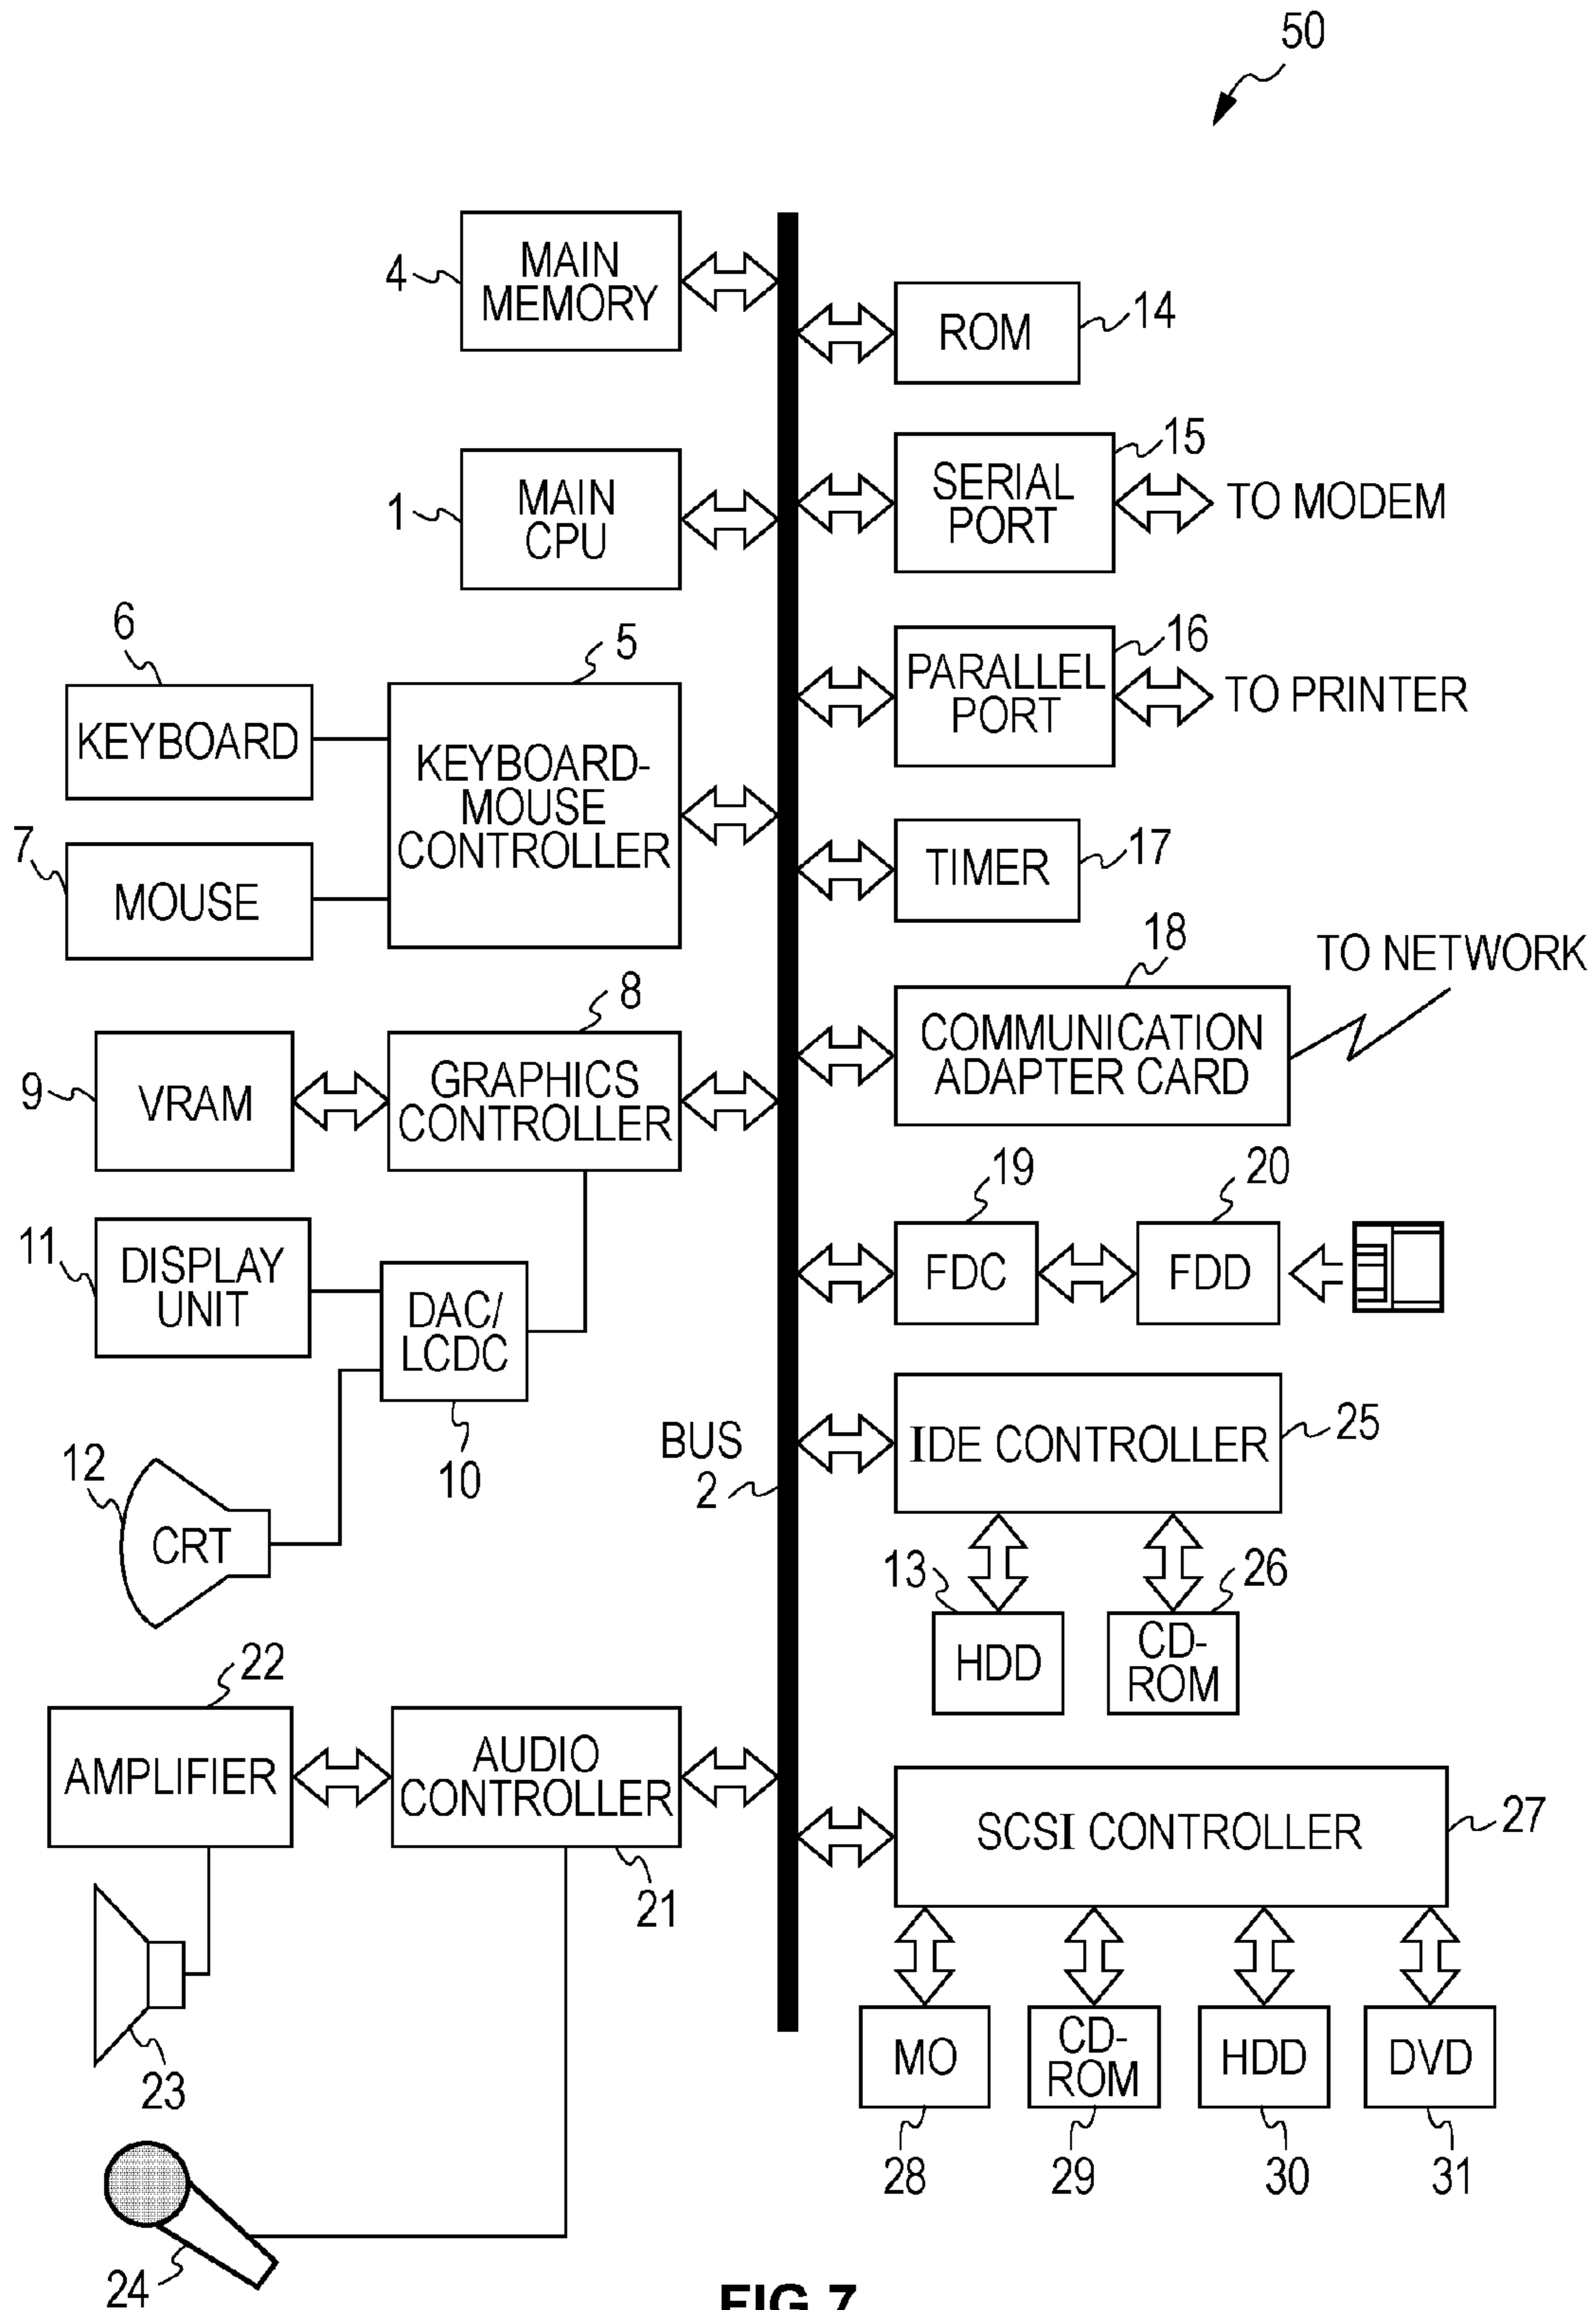 50
4
MAIN
MEMORY
ROM
14
1
MAIN
CPU
15
SERIAL
PORT
TO MODEM
6
5
KEYBOARD
KEYBOARD-
MOUSE
CONTROLLER
7
MOUSE
16
PARALLEL
PORT
TO PRINTER
TIMER
17
18
TO NETWORK
COMMUNICATION
ADAPTER CARD
8
9
VRAM
GRAPHICS
CONTROLLER
19
20
FDC
FDD
11
DISPLAY
UNIT
DAC/
LCDC
10
12
CRT
BUS
2
IDE CONTROLLER
25
13
26
HDD
CD-
ROM
22
AMPLIFIER
AUDIO
CONTROLLER
21
23
24
SCSI CONTROLLER
27
MO
CD-
ROM
HDD
DVD
28
29
30
31
FIG 7